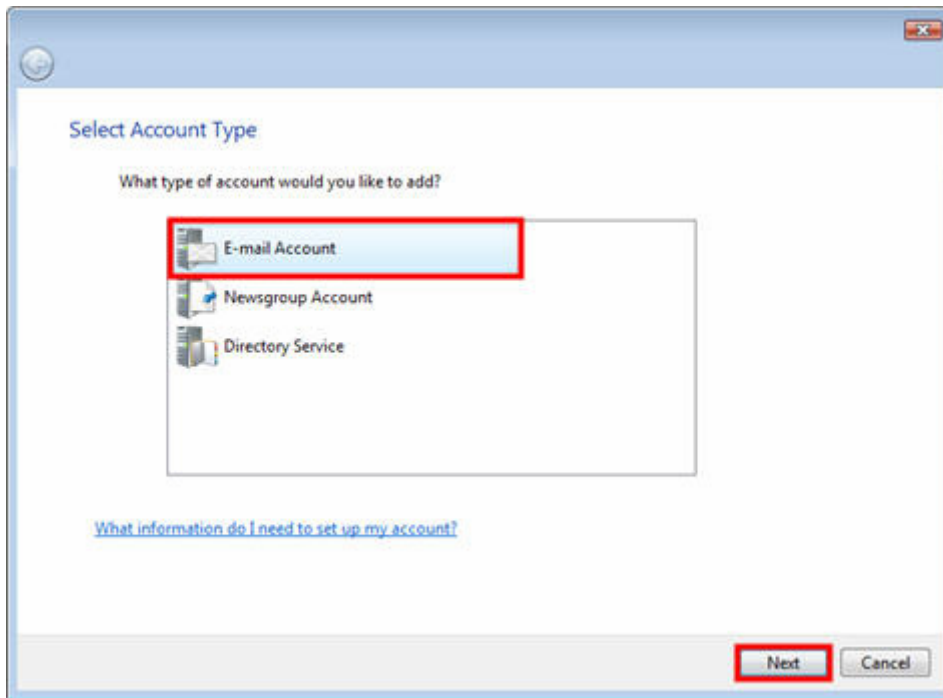 Select Account Type
What type of account would you like to add?
E-mail Account
Newsgroup Account
Directory Service
What information do I need to set up my account?
Next Cancel